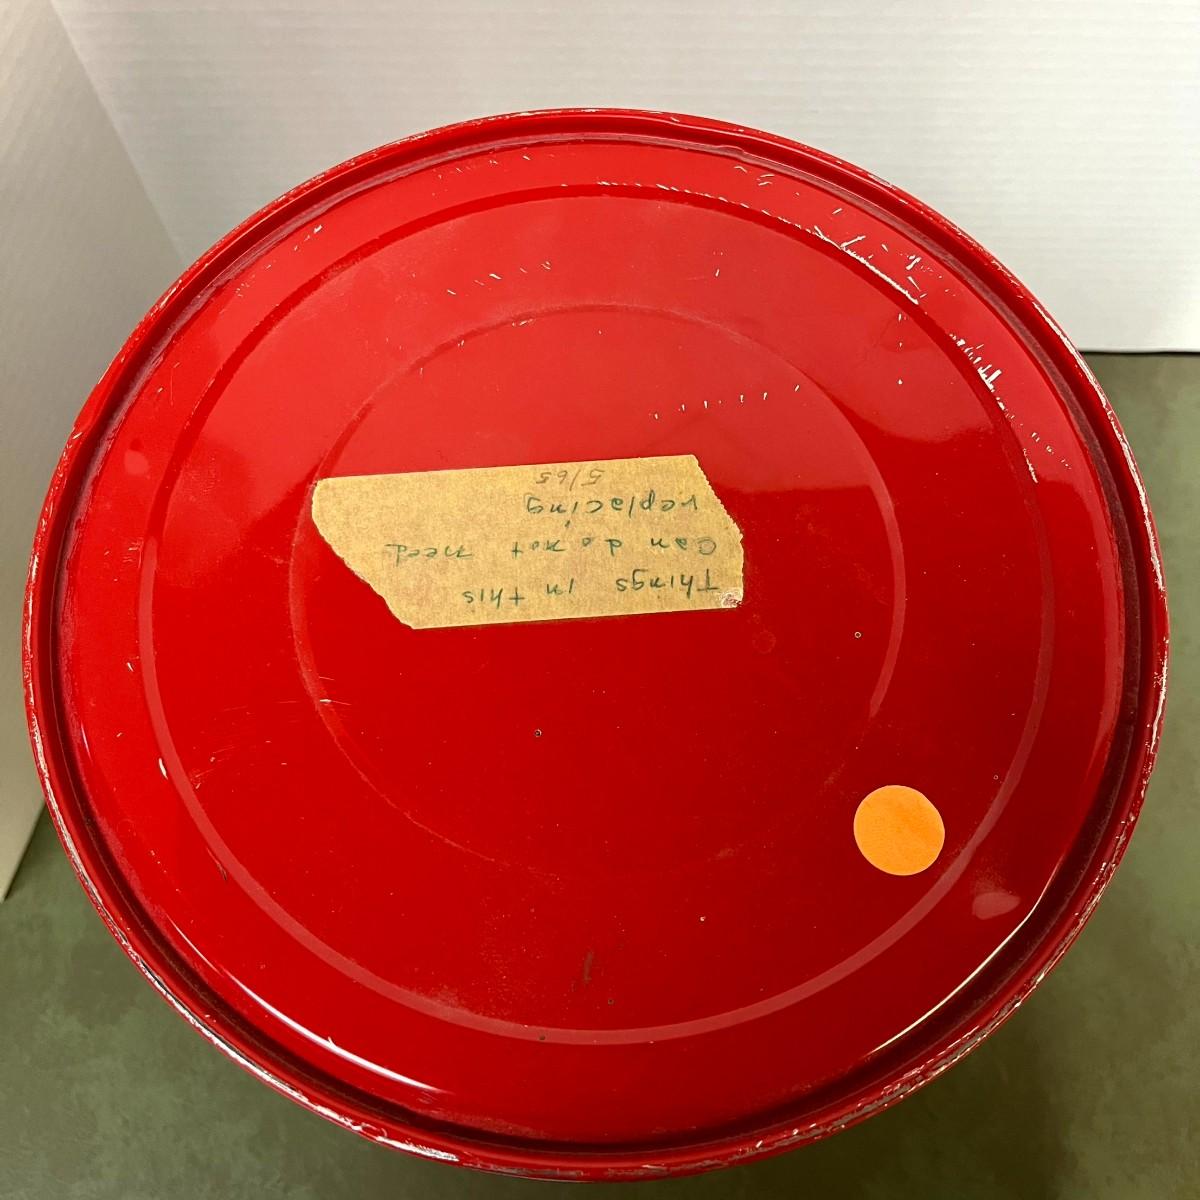 Things in this
can do not need
replacing
5/65